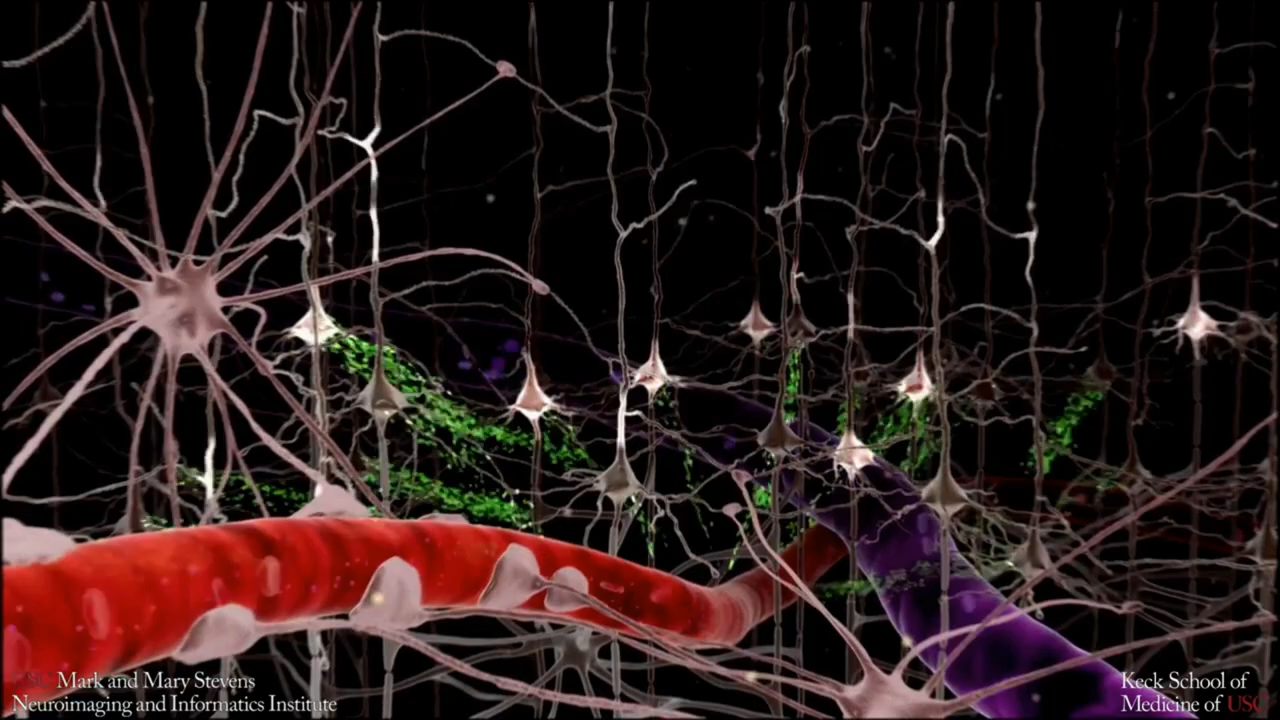 Mark and Mary Stevens
Neuroimaging and Informatics Institute
Keck School of
Medicine of USC